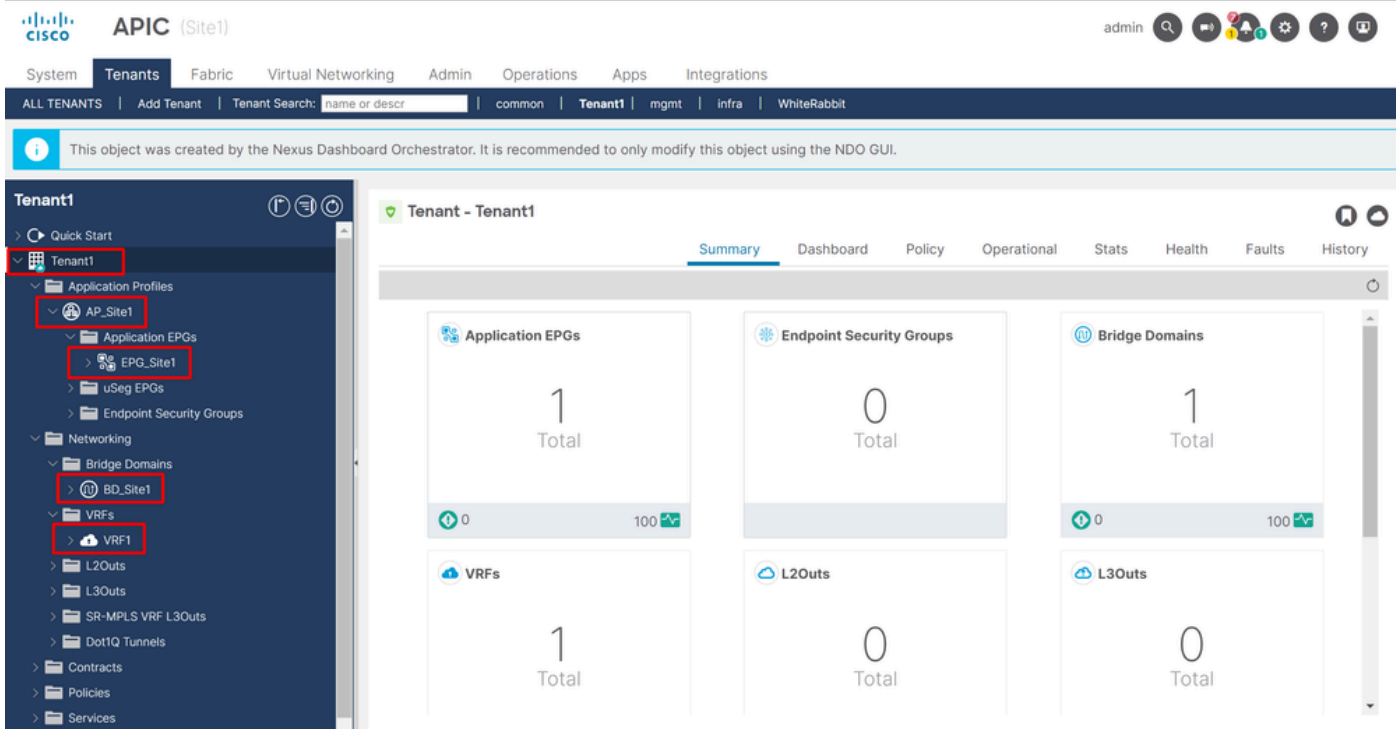 CISCO
APIC (Site1)
admin
7
1
1
System Tenants Fabric Virtual Networking Admin Operations Apps Integrations
ALL TENANTS | Add Tenant | Tenant Search: name or descr | common | Tenant1 | mgmt | infra | WhiteRabbit
This object was created by the Nexus Dashboard Orchestrator. It is recommended to only modify this object using the NDO GUI.
Tenant1
Quick Start
Tenant1
Application Profiles
AP_Site1
Application EPGs
EPG_Site1
uSeg EPGs
Endpoint Security Groups
Networking
Bridge Domains
BD_Site1
VRFs
VRF1
L2Outs
L3Outs
SR-MPLS VRF L3Outs
Dot1Q Tunnels
Contracts
Policies
Services
Tenant - Tenant1
Summary Dashboard Policy Operational Stats Health Faults History
Application EPGs
1
Total
0 100
Endpoint Security Groups
0
Total
Bridge Domains
1
Total
0 100
VRFs
1
Total
L2Outs
0
Total
L3Outs
0
Total